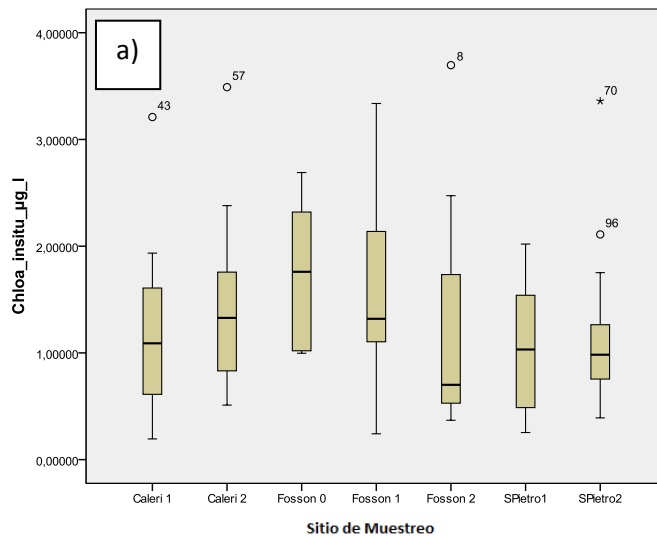 a)
4,00000
3,00000
2,00000
1,00000
0,00000
Chloa_insitu_µg_l
43
57
8
70
96
Caleri 1
Caleri 2
Fosson 0
Fosson 1
Fosson 2
SPietro1
SPietro2
Sitio de Muestreo